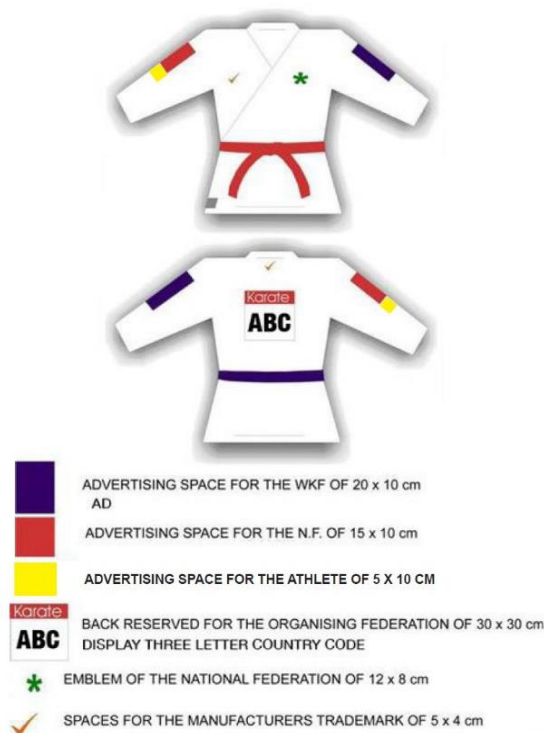 Karate
ABC
ADVERTISING SPACE FOR THE WKF OF 20 x 10 cm
AD
ADVERTISING SPACE FOR THE N.F. OF 15 x 10 cm
ADVERTISING SPACE FOR THE ATHLETE OF 5 X 10 CM
Karate
ABC
BACK RESERVED FOR THE ORGANISING FEDERATION OF 30 x 30 cm
DISPLAY THREE LETTER COUNTRY CODE
EMBLEM OF THE NATIONAL FEDERATION OF 12 x 8 cm
SPACES FOR THE MANUFACTURERS TRADEMARK OF 5 x 4 cm